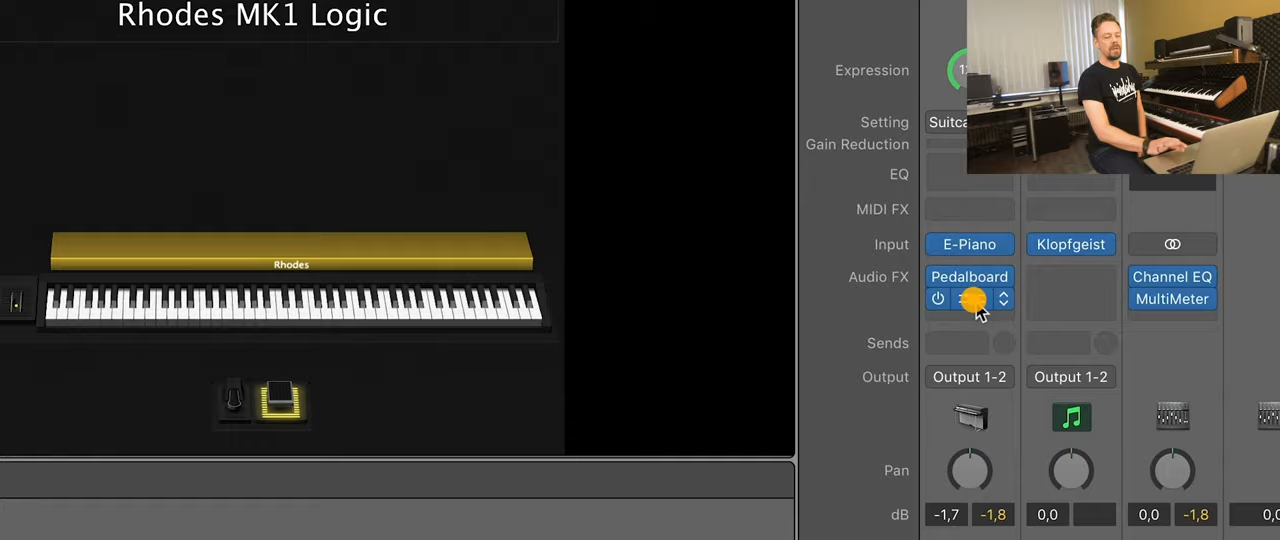 Rhodes MK1 Logic
Rhodes
Expression
Setting
Suitca
Gain Reduction
EQ
MIDI FX
Input
E-Piano
Klopfgeist
Audio FX
Pedalboard
Channel EQ
MultiMeter
Sends
Output
Output 1-2
Output 1-2
Pan
dB
-1,7
-1,8
0,0
0,0
-1,8
0,0